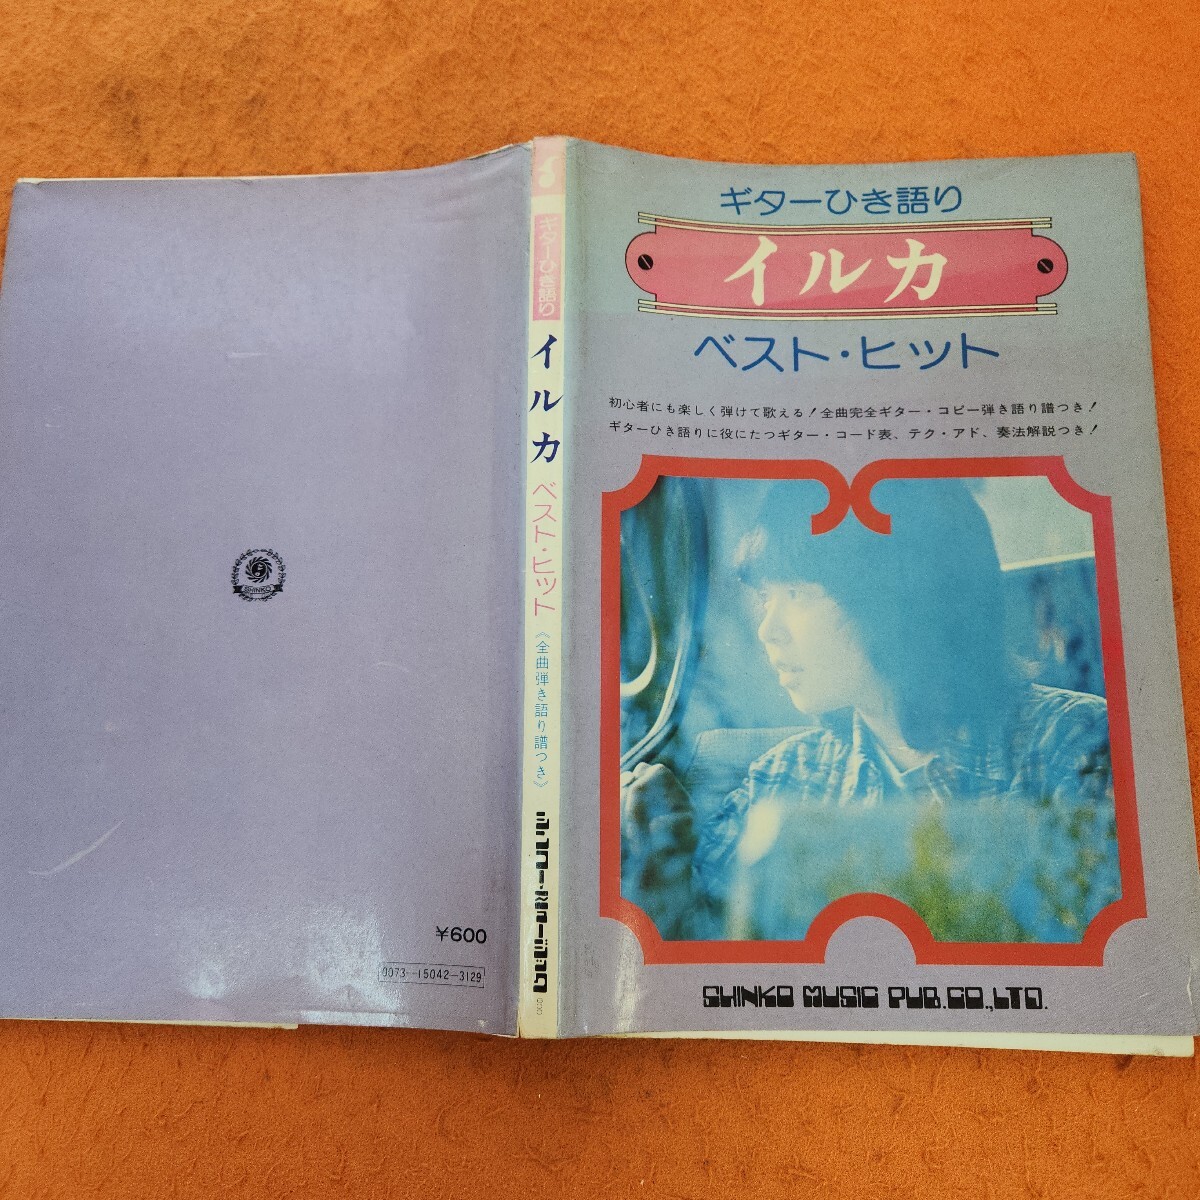 ギターひき語り
イルカ
ベスト・ヒット
初心者にも楽しく弾けて歌える！全曲完全ギター・コピー弾き語り譜つき！
ギターひき語りに役にたつギター・コード表、テク・アド、奏法解説つき！
SHINKO MUSIC PUB.CO.,LTD.
ギターひき語り
イルカ
ベスト・ヒット
《全曲弾き語り譜つき》
シンコー・ミュージック
SHINKO
￥600
0073-15042-3129